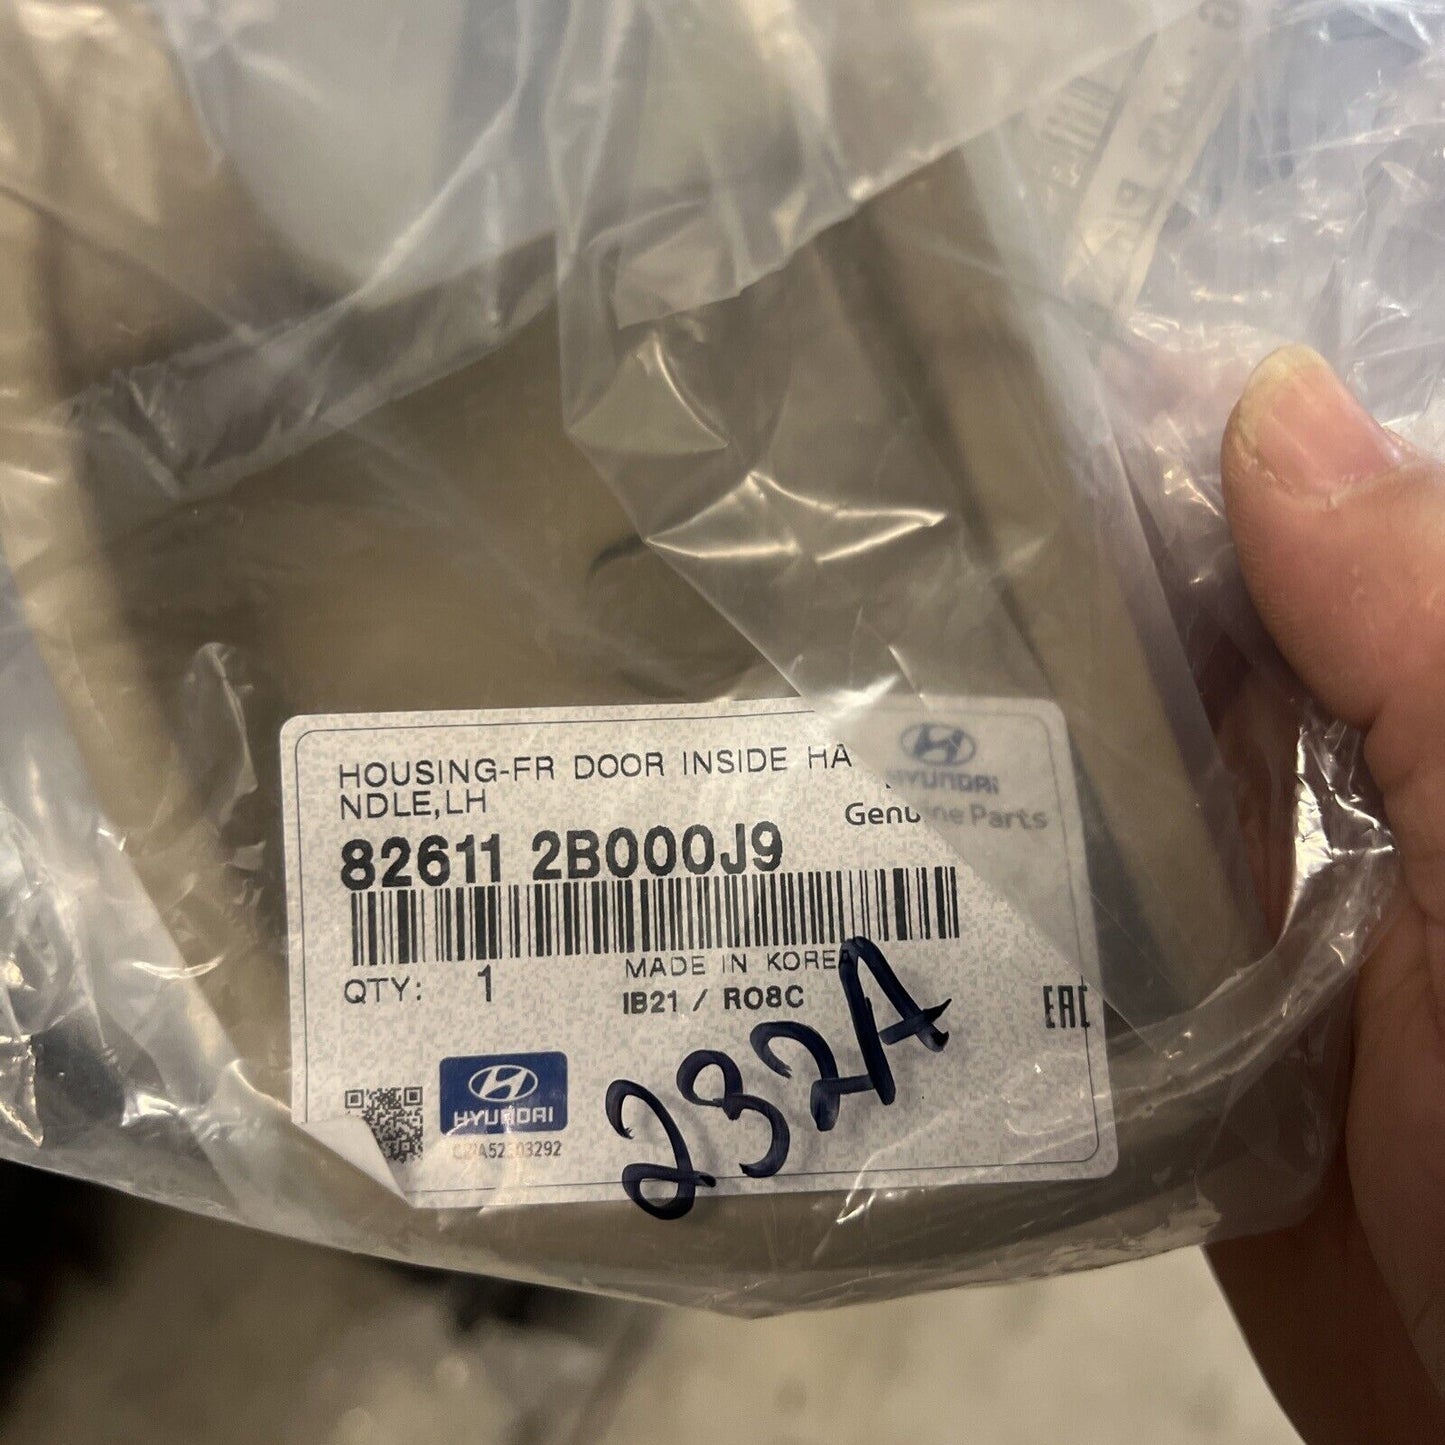 HOUSING-FR DOOR INSIDE HA
NDLE,LH
HYUNDAI
Genuine Parts
82611 2B000J9
MADE IN KOREA
QTY: 1
IB21 / R08C
EAC
232A
HYUNDAI